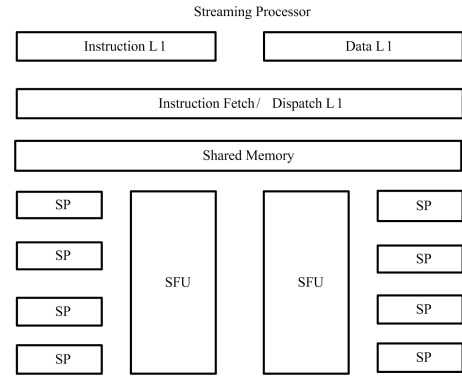 Streaming Processor
Instruction L 1 Data L 1
Instruction Fetch / Dispatch L 1
Shared Memory
SP SP
SP SP
SFU SFU
SP SP
SP SP